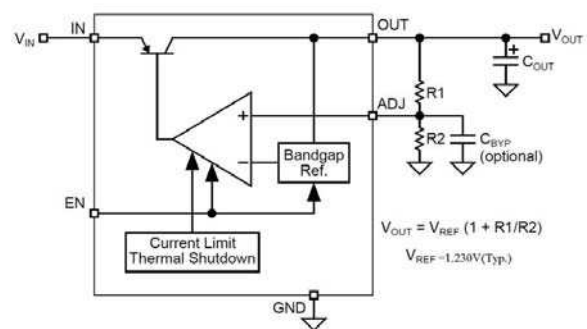 IN
OUT
V_IN
V_OUT
C_OUT
+
R1
ADJ
+
R2
C_BYP
(optional)
−
Bandgap
Ref.
EN
V_OUT = V_REF (1 + R1/R2)
Current Limit
Thermal Shutdown
V_REF =1.230V(Typ.)
GND